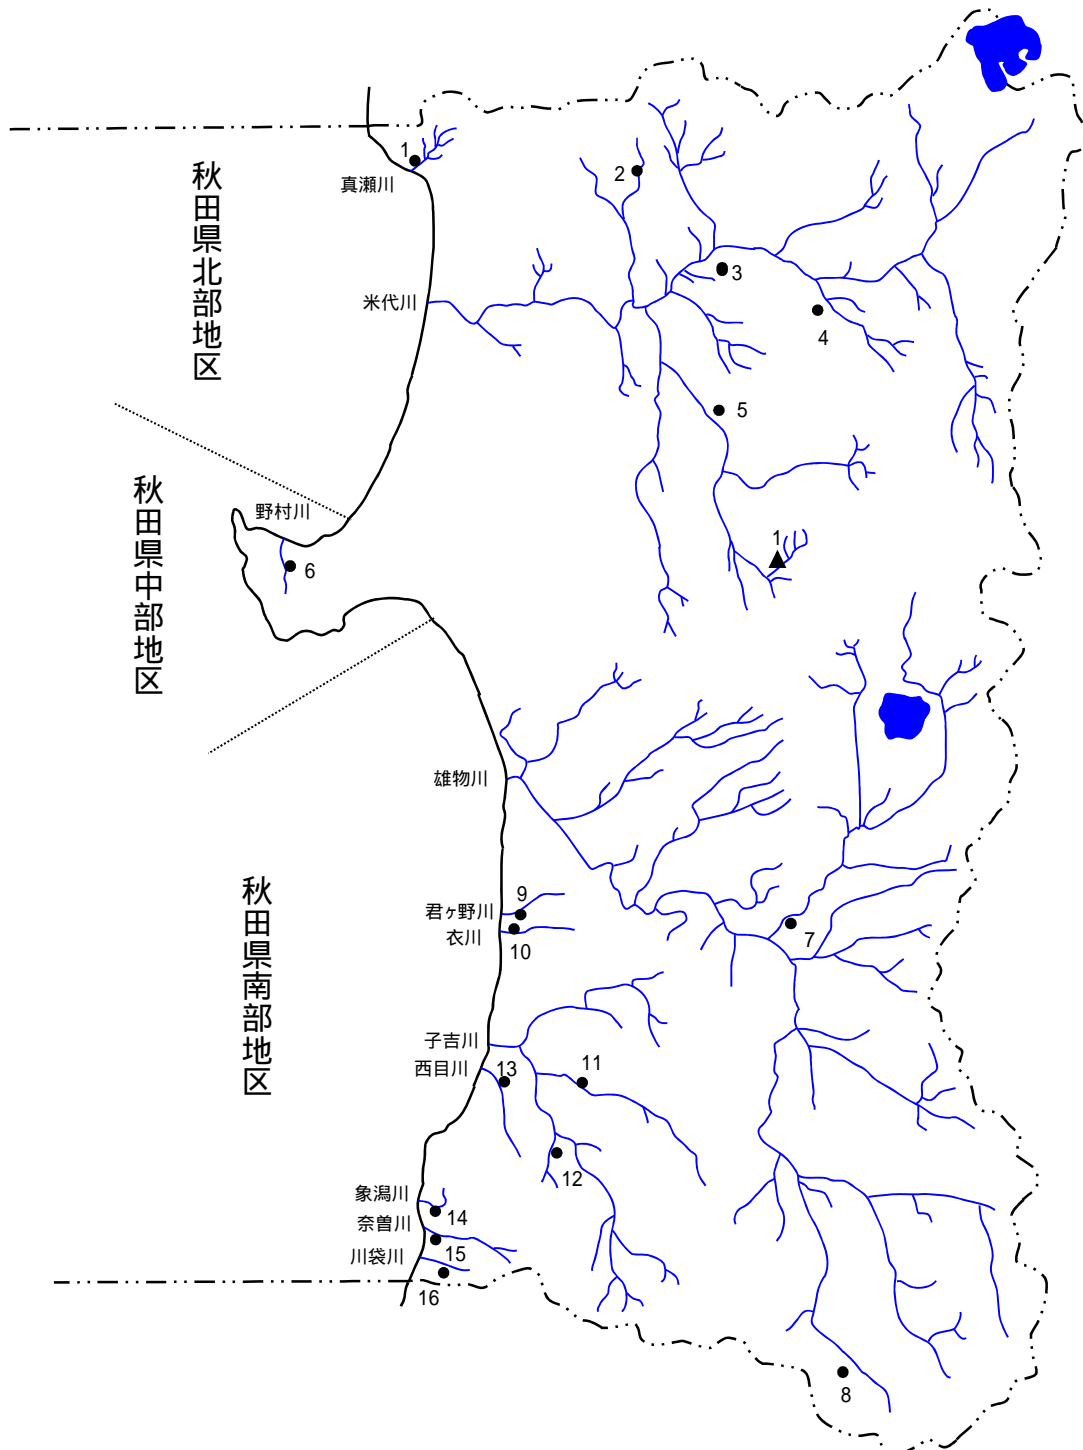 1
真瀬川
秋田県北部地区
2
3
米代川
4
5
秋田県中部地区
野村川
6
1
雄物川
秋田県南部地区
9
君ヶ野川
衣川
10
7
子吉川
西目川
13
11
12
象潟川
14
奈曽川
15
川袋川
16
8